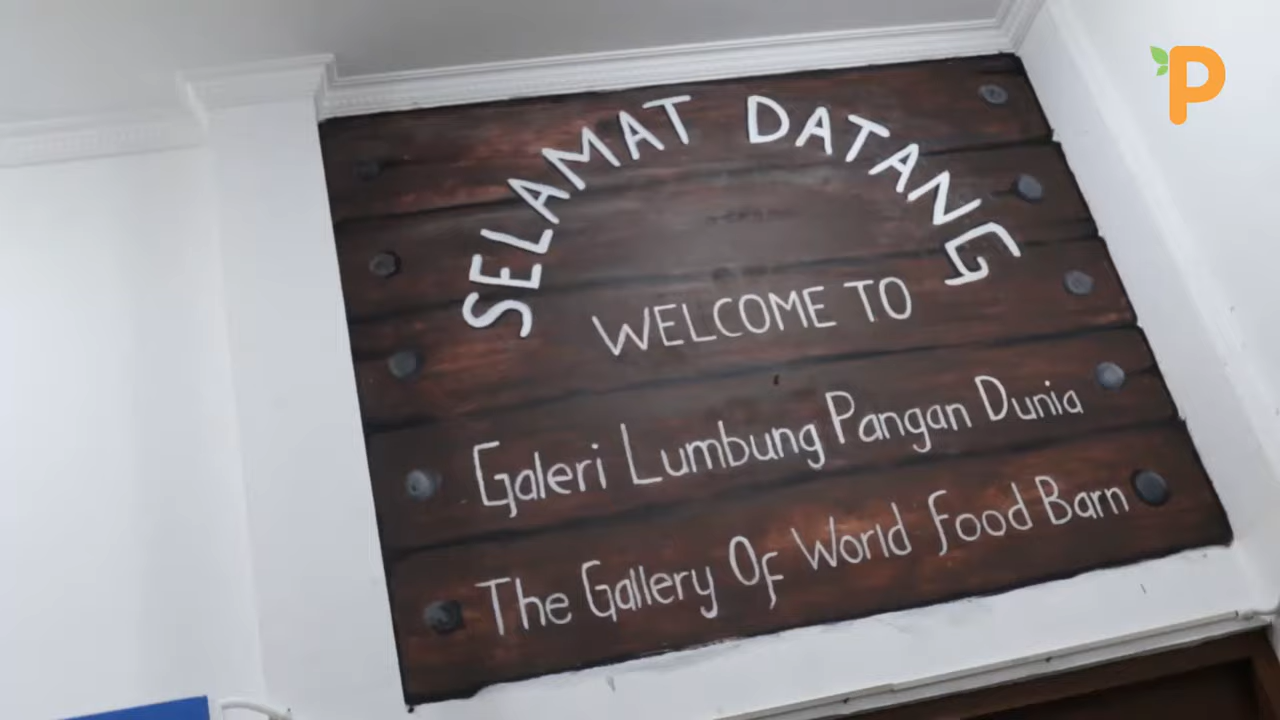 P
SELAMAT DATANG
WELCOME TO
Galeri Lumbung Pangan Dunia
The Gallery Of World Food Barn